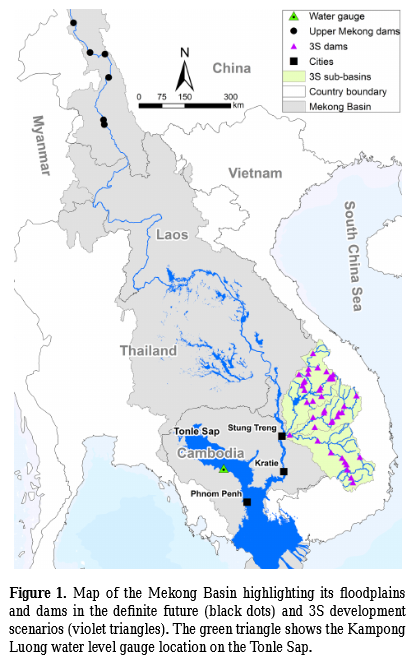 Water gauge
Upper Mekong dams
3S dams
Cities
3S sub-basins
Country boundary
Mekong Basin
N
0 75 150 300
km
China
Myanmar
Vietnam
Laos
South China Sea
Thailand
Stung Treng
Tonle Sap
Cambodia
Kratie
Phnom Penh
Figure 1. Map of the Mekong Basin highlighting its floodplains
and dams in the definite future (black dots) and 3S development
scenarios (violet triangles). The green triangle shows the Kampong
Luong water level gauge location on the Tonle Sap.